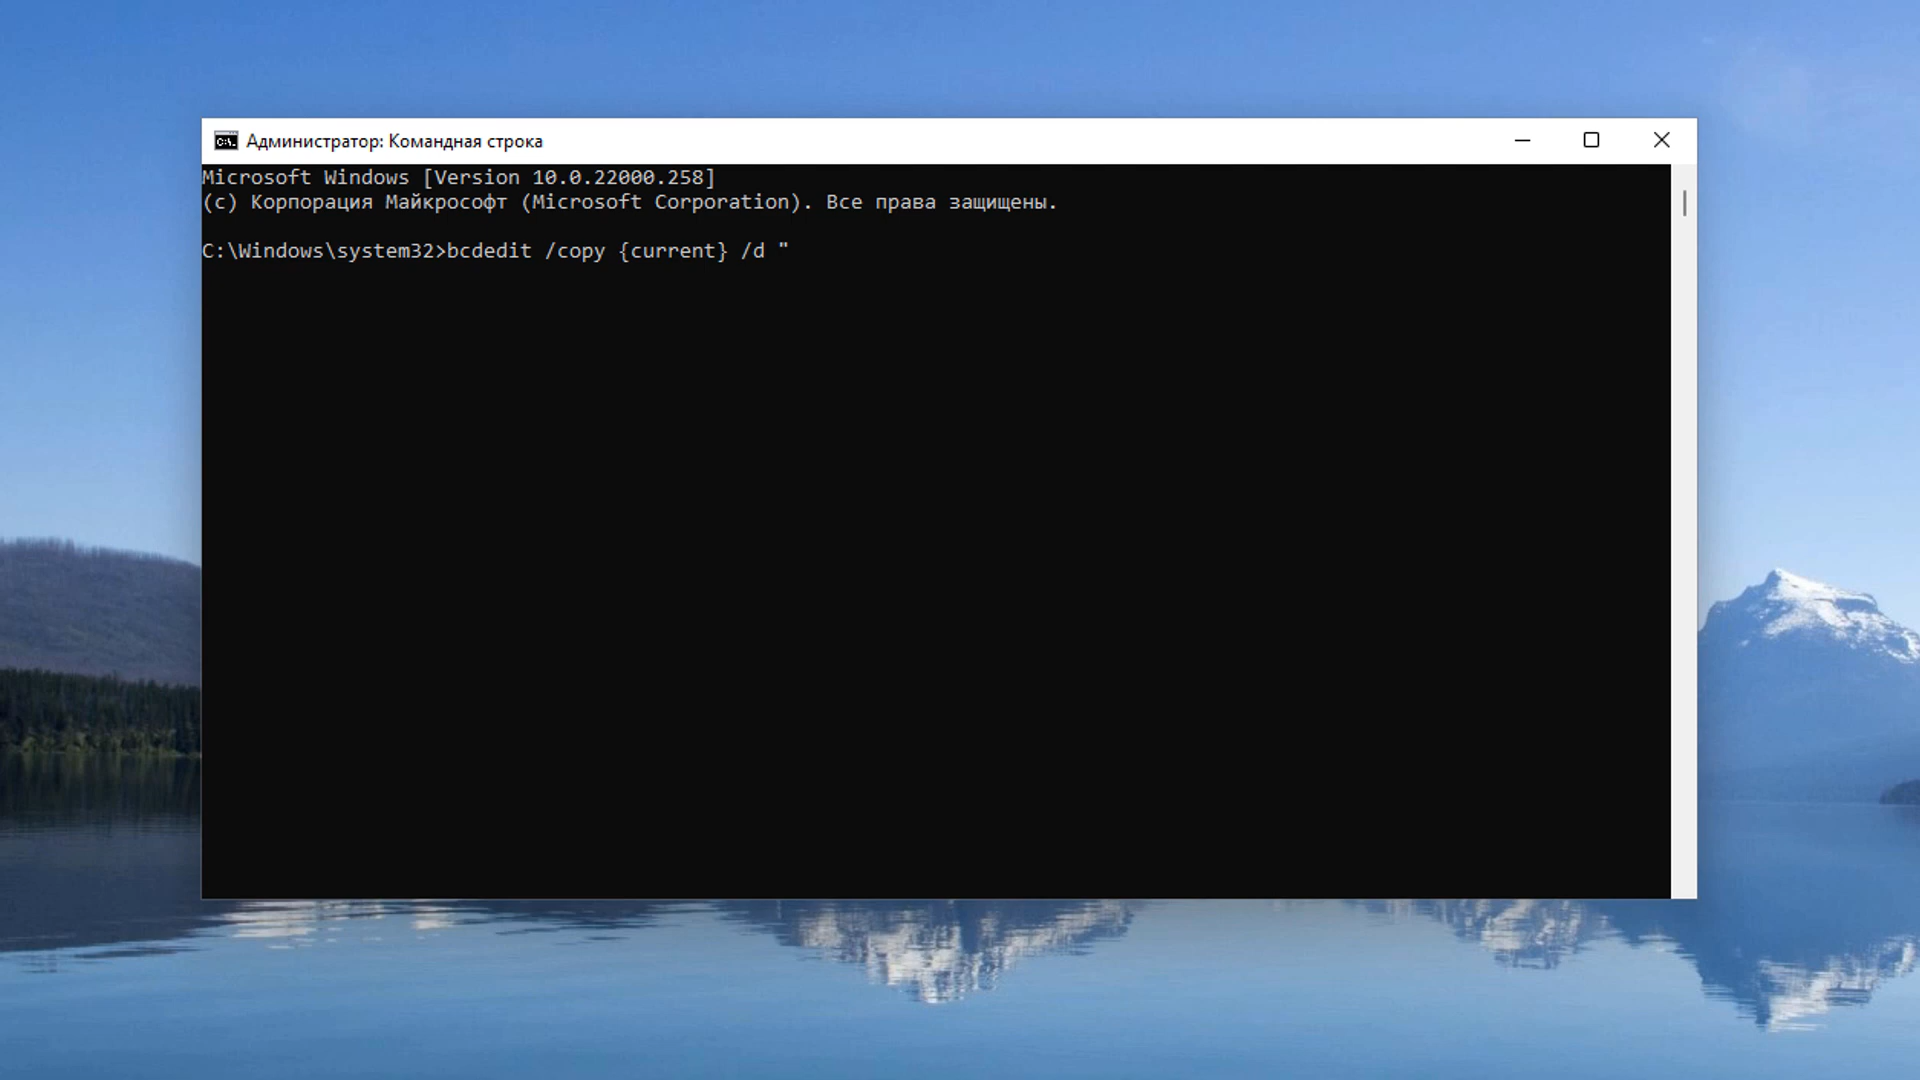 Администратор: Командная строка
Microsoft Windows [Version 10.0.22000.258]
(c) Корпорация Майкрософт (Microsoft Corporation). Все права защищены.
C:\Windows\system32>bcdedit /copy {current} /d "